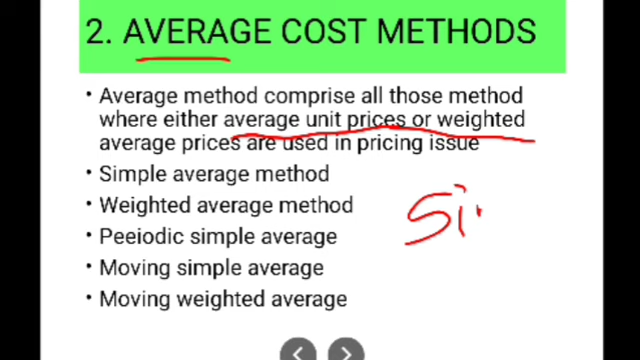 2. AVERAGE COST METHODS
• Average method comprise all those method
where either average unit prices or weighted
average prices are used in pricing issue
• Simple average method
• Weighted average method
• Peeiodic simple average
• Moving simple average
• Moving weighted average
Si